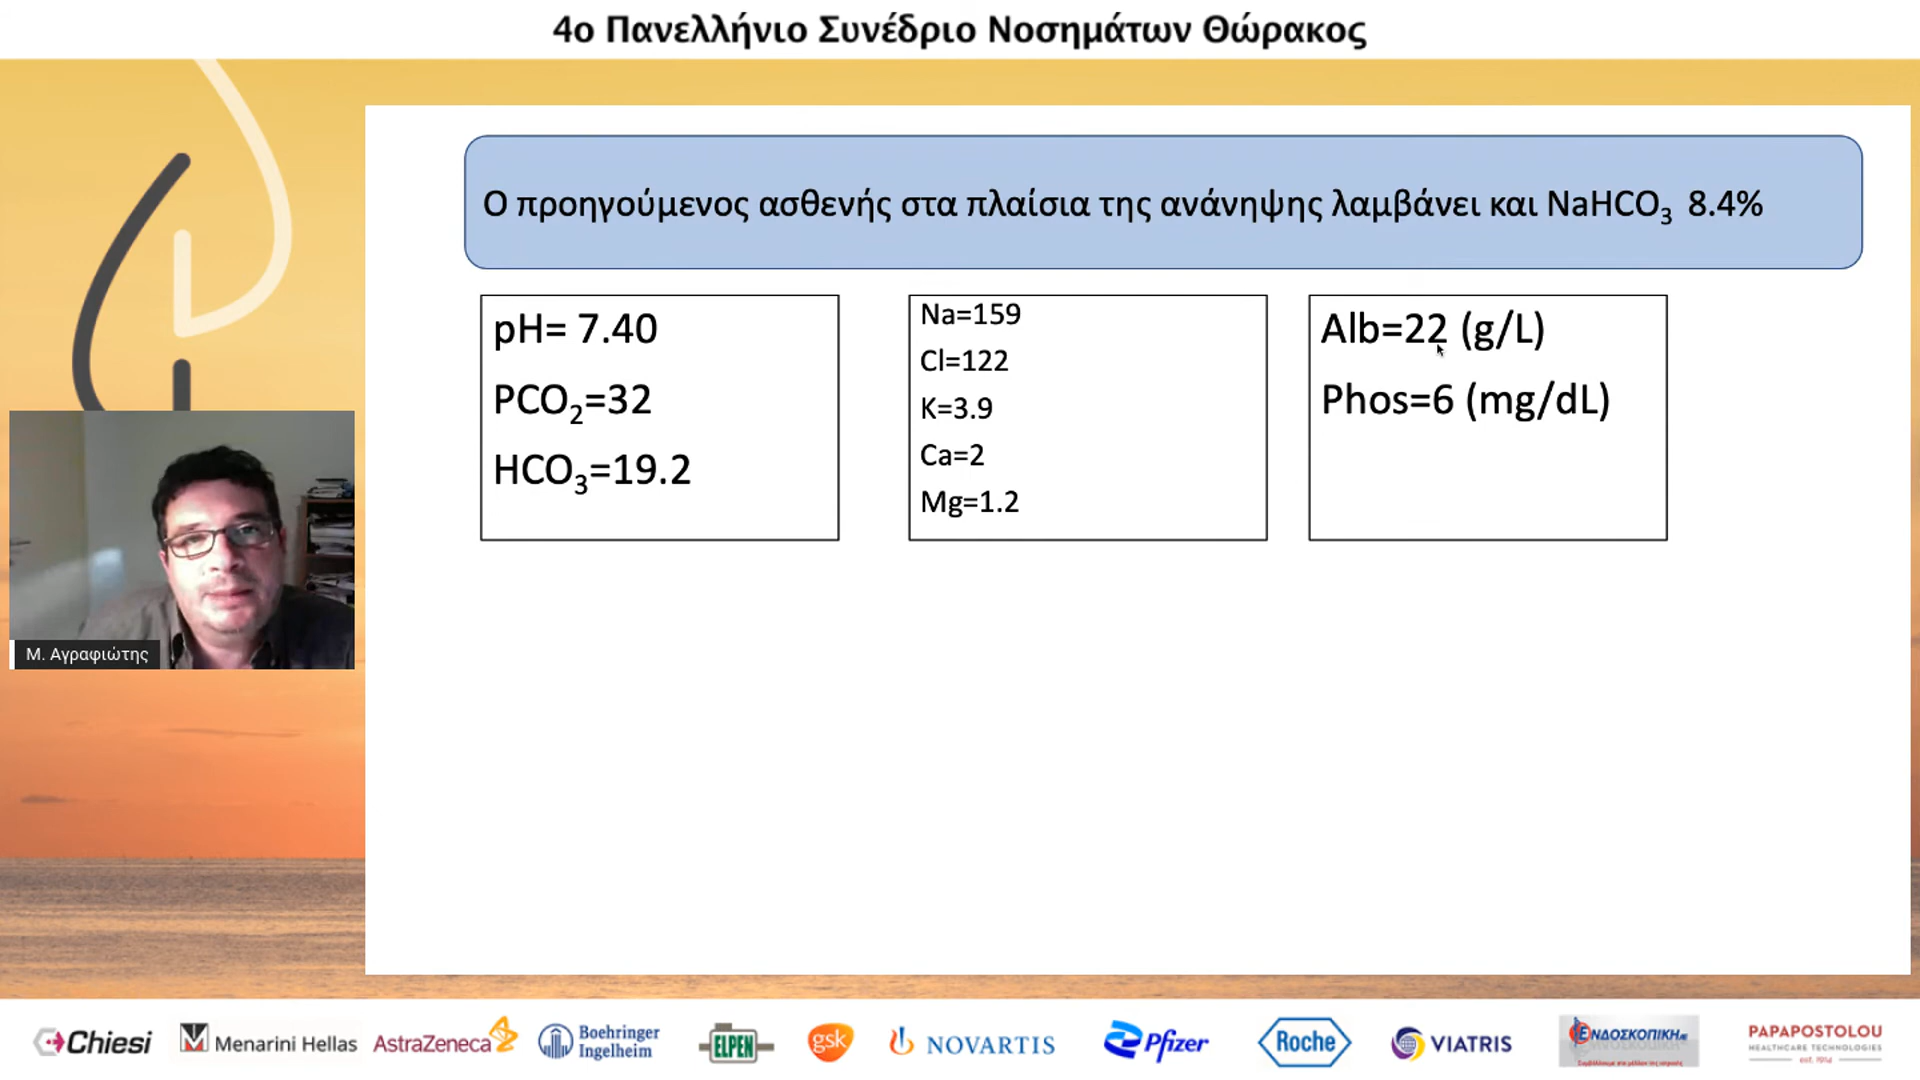 4ο Πανελλήνιο Συνέδριο Νοσημάτων Θώρακος
Ο προηγούμενος ασθενής στα πλαίσια της ανάνηψης λαμβάνει και NaHCO₃ 8.4%
pH= 7.40
PCO₂=32
HCO₃=19.2
Na=159
Cl=122
K=3.9
Ca=2
Mg=1.2
Alb=22 (g/L)
Phos=6 (mg/dL)
Μ. Αγραφιώτης
Chiesi
Menarini Hellas
AstraZeneca
Boehringer
Ingelheim
ELPEN
gsk
NOVARTIS
Pfizer
Roche
VIATRIS
ΕΝΔΟΣΚΟΠΙΚΗ
PAPAPOSTOLOU
HEALTHCARE TECHNOLOGIES
est. 1914